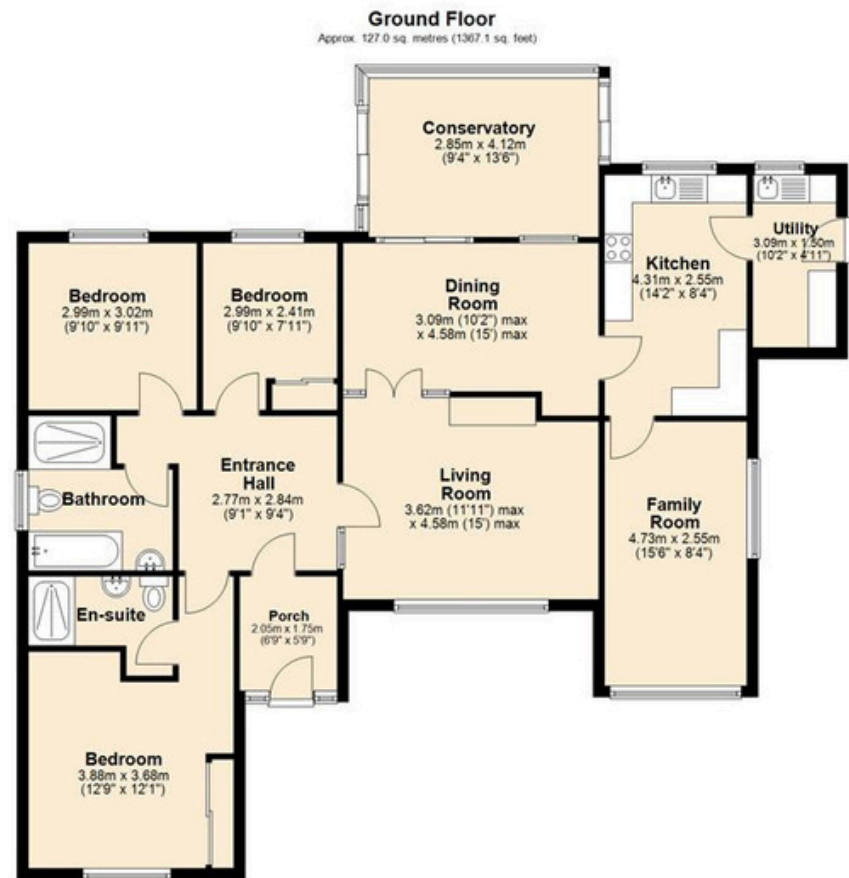 Ground Floor
Approx. 127.0 sq. metres (1367.1 sq. feet)
Conservatory
2.85m x 4.12m
(9'4" x 13'6")
Utility
3.09m x 1.50m
(10'2" x 4'11")
Kitchen
4.31m x 2.55m
(14'2" x 8'4")
Bedroom
2.99m x 3.02m
(9'10" x 9'11")
Bedroom
2.99m x 2.41m
(9'10" x 7'11")
Dining
Room
3.09m (10'2") max
x 4.58m (15') max
Entrance
Hall
2.77m x 2.84m
(9'1" x 9'4")
Living
Room
3.62m (11'11") max
x 4.58m (15') max
Bathroom
Family
Room
4.73m x 2.55m
(15'6" x 8'4")
En-suite
Porch
2.05m x 1.75m
(6'9" x 5'9")
Bedroom
3.88m x 3.68m
(12'9" x 12'1")